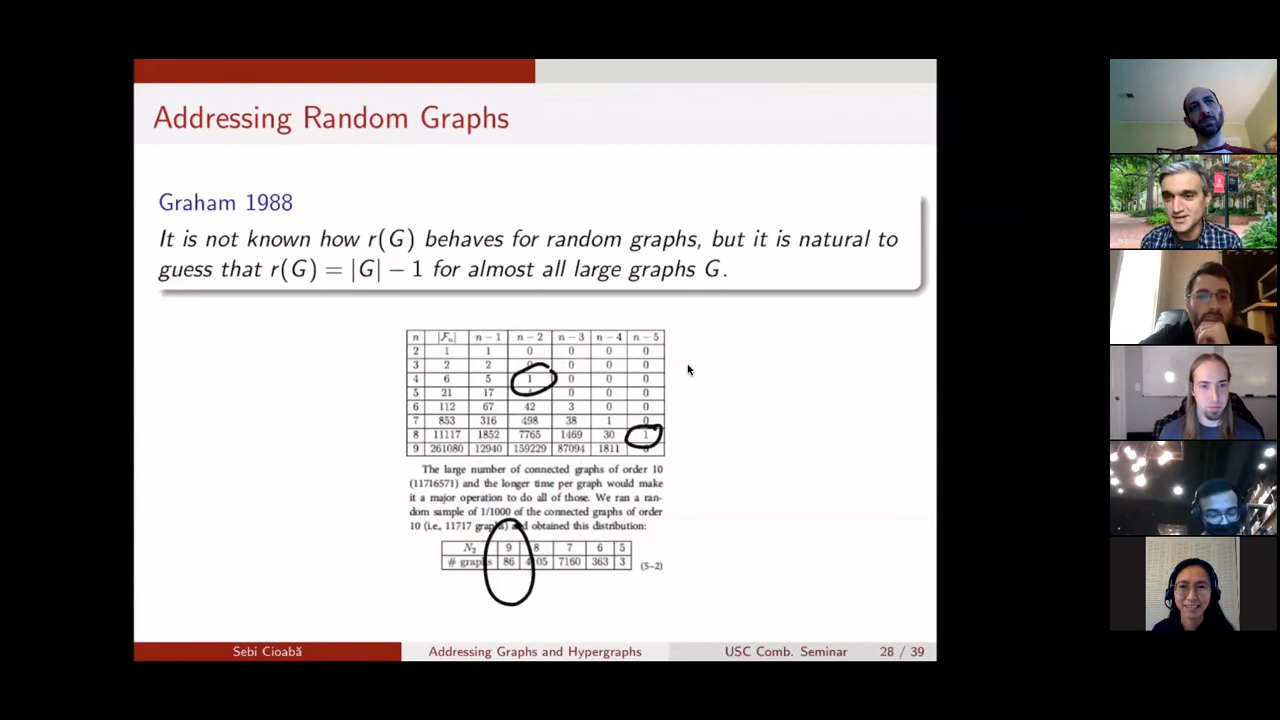 Addressing Random Graphs
Graham 1988
It is not known how r(G) behaves for random graphs, but it is natural to
guess that r(G) = |G| − 1 for almost all large graphs G.
n |Fₙ| n − 1 n − 2 n − 3 n − 4 n − 5
2 1 1 0 0 0 0
3 2 2 0 0 0
4 6 5 1 0 0 0
5 21 17 0 0 0
6 112 67 42 3 0 0
7 853 316 498 38 1 0
8 11117 1852 7765 1469 30 1
9 261080 12940 159229 87094 1811
The large number of connected graphs of order 10
(11716571) and the longer time per graph would make
it a major operation to do all of those. We ran a ran-
dom sample of 1/1000 of the connected graphs of order
10 (i.e., 11717 graphs) and obtained this distribution:
N₂ 9 8 7 6 5
# graphs 86 7160 363 3
(5-2)
Sebi Cioabă Addressing Graphs and Hypergraphs USC Comb. Seminar 28 / 39